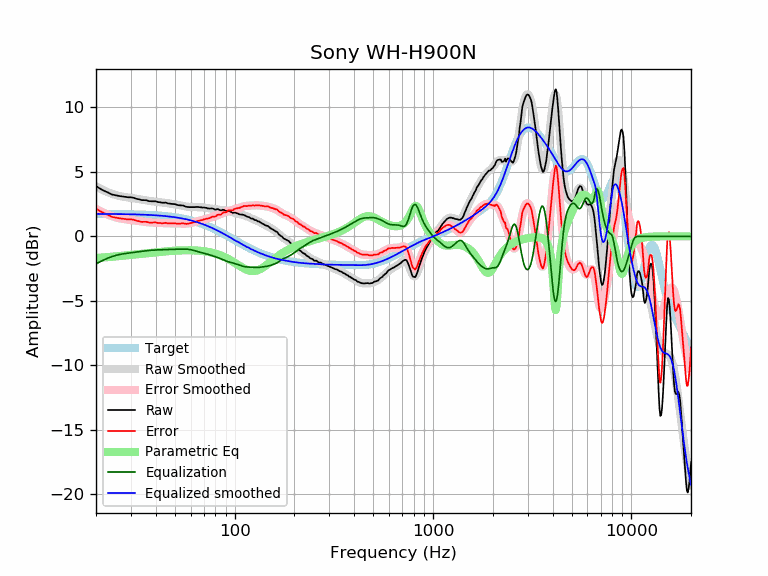 Sony WH-H900N
Amplitude (dBr)
10
5
0
−5
−10
−15
−20
Target
Raw Smoothed
Error Smoothed
Raw
Error
Parametric Eq
Equalization
Equalized smoothed
100
1000
10000
Frequency (Hz)